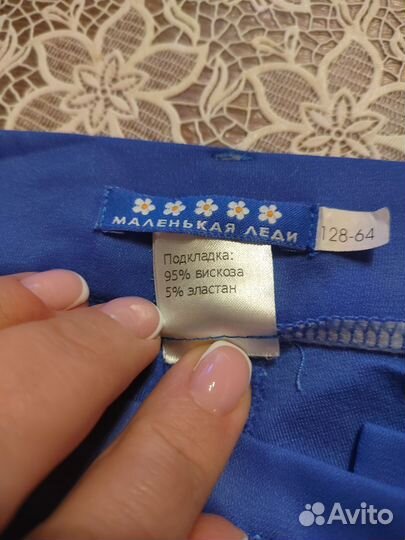 МАЛЕНЬКАЯ ЛЕДИ
128-64
Подкладка:
95% вискоза
5% эластан
Avito